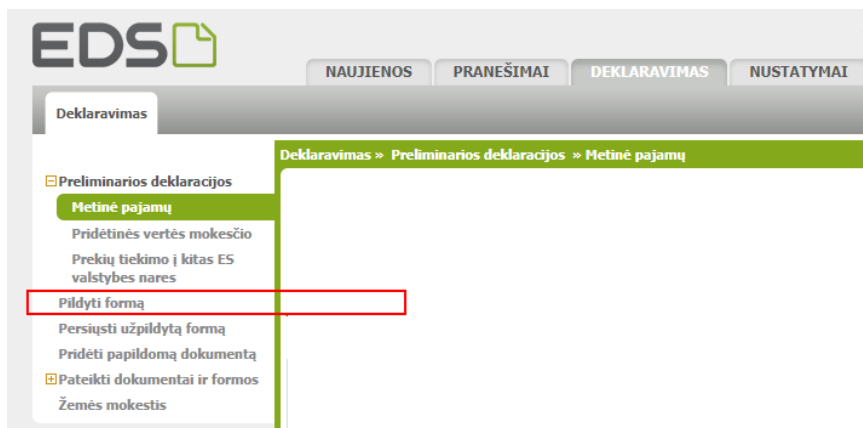 EDS
NAUJIENOS PRANEŠIMAI DEKLARAVIMAS NUSTATYMAI
Deklaravimas
Deklaravimas » Preliminarios deklaracijos » Metinė pajamų
Preliminarios deklaracijos
Metinė pajamų
Pridėtinės vertės mokesčio
Prekių tiekimo į kitas ES
valstybes nares
Pildyti formą
Persiųsti užpildytą formą
Pridėti papildomą dokumentą
Pateikti dokumentai ir formos
Žemės mokestis